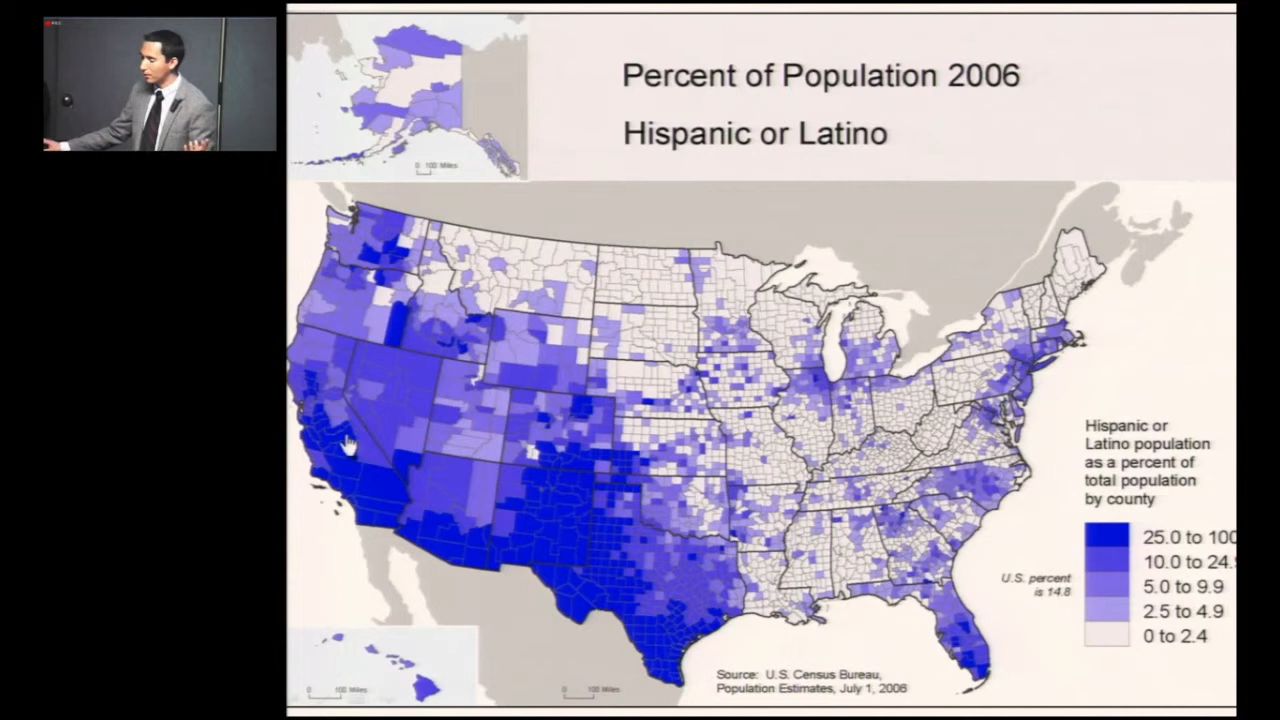 Percent of Population 2006
Hispanic or Latino
0 100 Miles
Hispanic or
Latino population
as a percent of
total population
by county
U.S. percent
is 14.8
25.0 to 100
10.0 to 24.
5.0 to 9.9
2.5 to 4.9
0 to 2.4
0 100 Miles
0 100 Miles
Source: U.S. Census Bureau,
Population Estimates, July 1, 2006